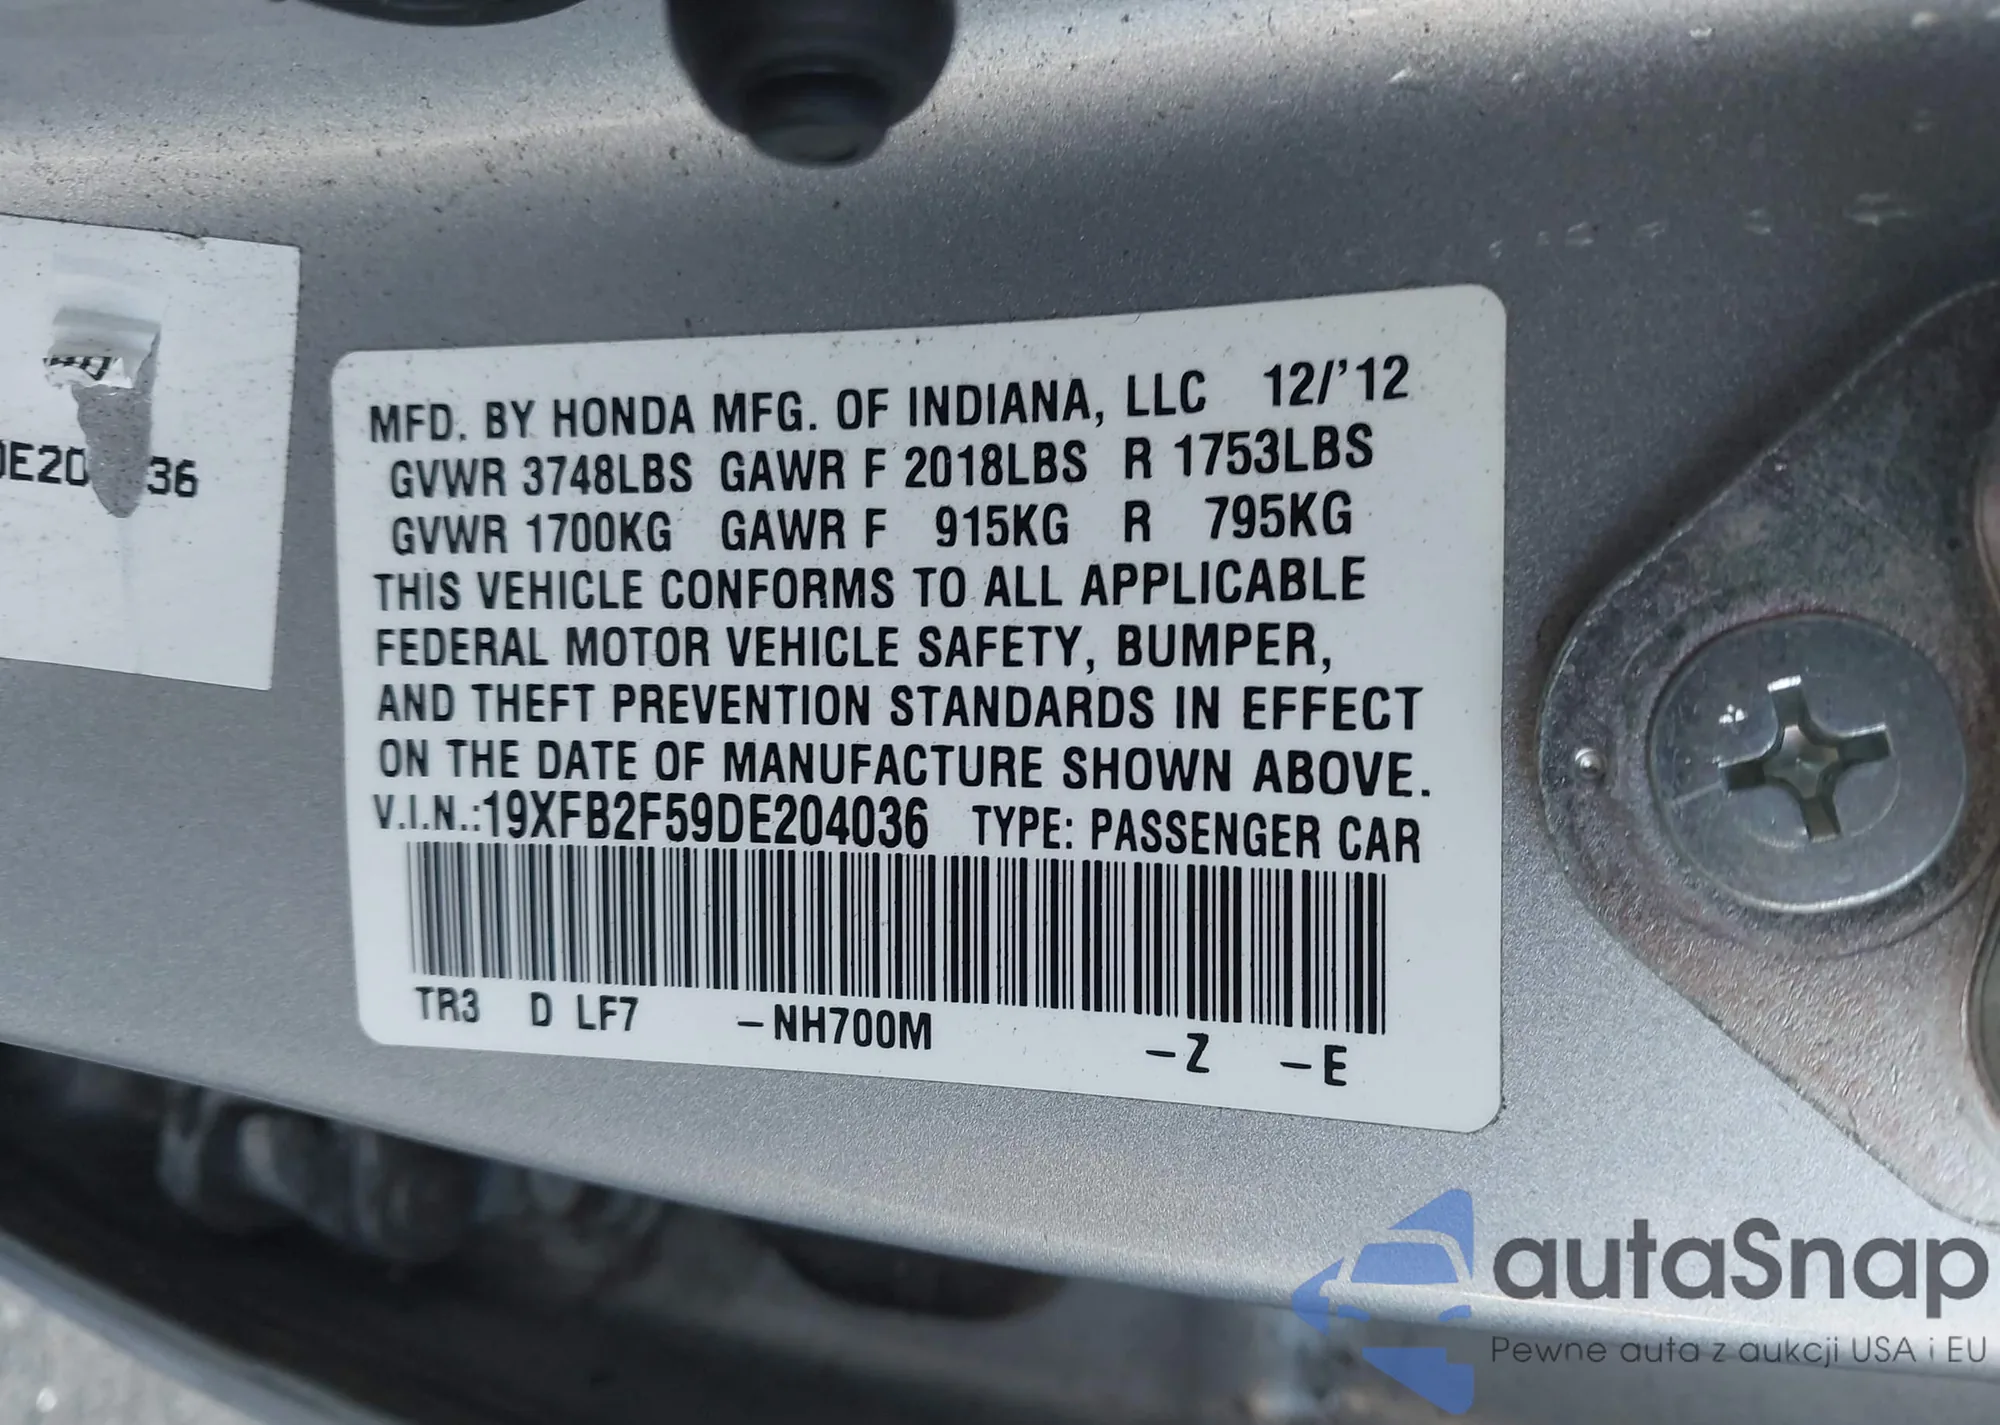 MFD. BY HONDA MFG. OF INDIANA, LLC 12/'12
GVWR 3748LBS GAWR F 2018LBS R 1753LBS
GVWR 1700KG GAWR F 915KG R 795KG
THIS VEHICLE CONFORMS TO ALL APPLICABLE
FEDERAL MOTOR VEHICLE SAFETY, BUMPER,
AND THEFT PREVENTION STANDARDS IN EFFECT
ON THE DATE OF MANUFACTURE SHOWN ABOVE.
V.I.N.:19XFB2F59DE204036 TYPE: PASSENGER CAR
TR3 D LF7 -NH700M -Z -E
autaSnap
Pewne auta z aukcji USA i EU